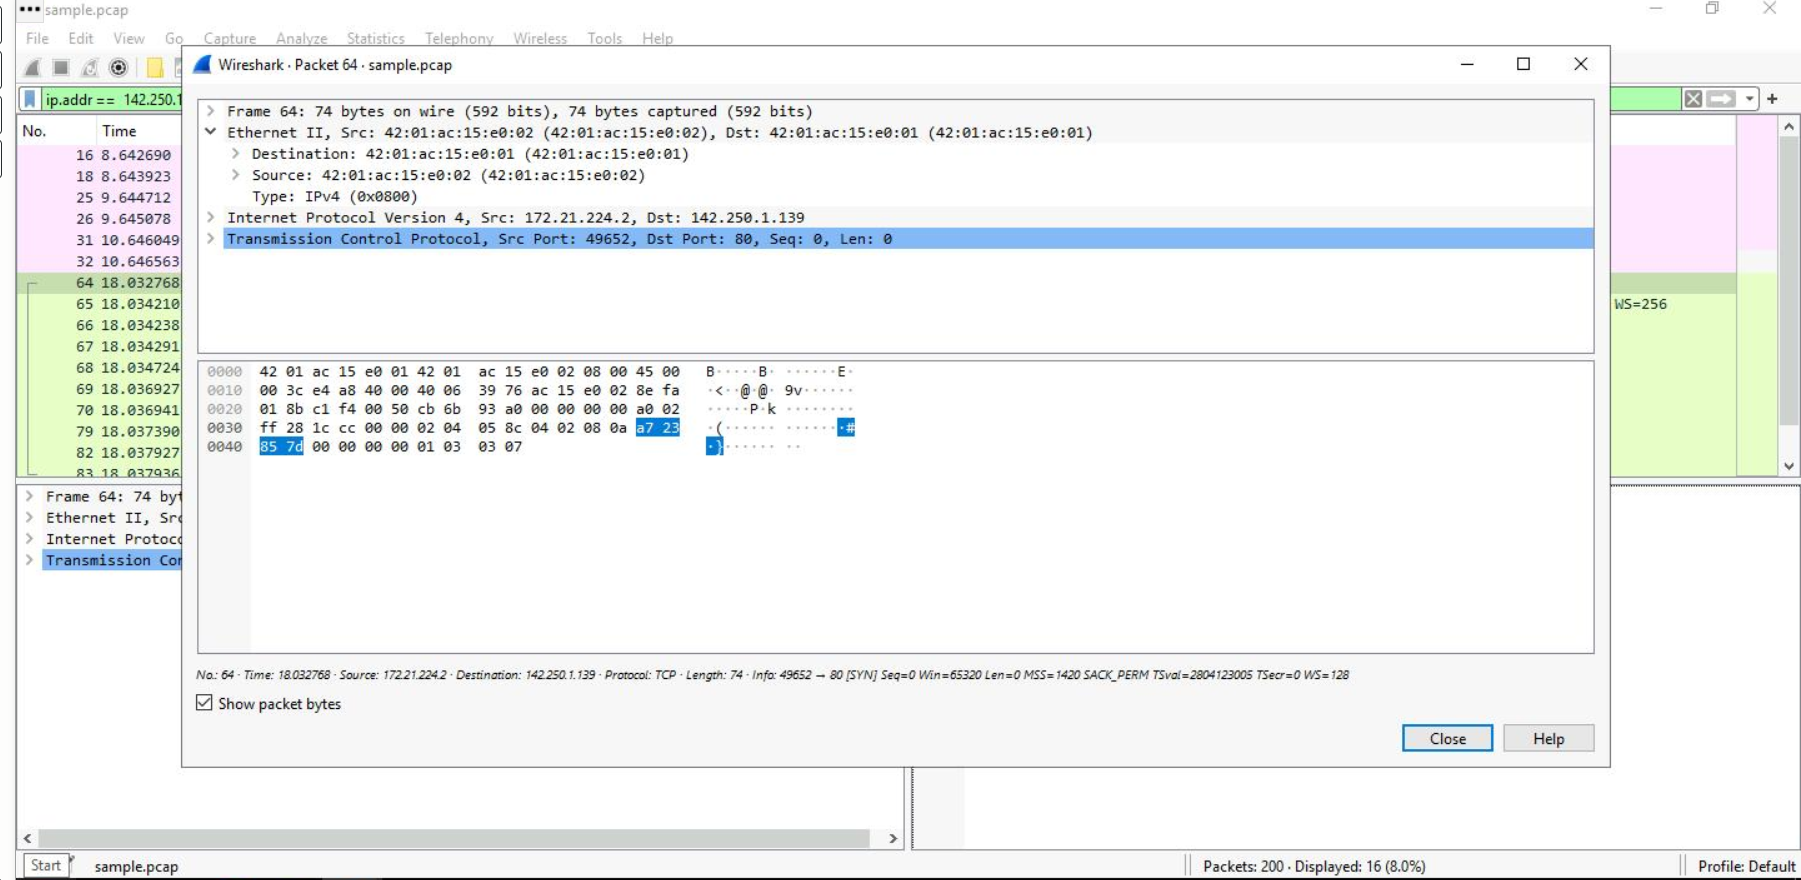 sample.pcap
File Edit View Go Capture Analyze Statistics Telephony Wireless Tools Help
Wireshark · Packet 64 · sample.pcap
ip.addr == 142.250.1
No. Time
16 8.642690
18 8.643923
25 9.644712
26 9.645078
31 10.646049
32 10.646563
64 18.032768
65 18.034210 WS=256
66 18.034238
67 18.034291
68 18.034724
69 18.036927
70 18.036941
79 18.037390
82 18.037927
83 18.037936
Frame 64: 74 bytes on wire (592 bits), 74 bytes captured (592 bits)
Ethernet II, Src: 42:01:ac:15:e0:02 (42:01:ac:15:e0:02), Dst: 42:01:ac:15:e0:01 (42:01:ac:15:e0:01)
Destination: 42:01:ac:15:e0:01 (42:01:ac:15:e0:01)
Source: 42:01:ac:15:e0:02 (42:01:ac:15:e0:02)
Type: IPv4 (0x0800)
Internet Protocol Version 4, Src: 172.21.224.2, Dst: 142.250.1.139
Transmission Control Protocol, Src Port: 49652, Dst Port: 80, Seq: 0, Len: 0
0000 42 01 ac 15 e0 01 42 01 ac 15 e0 02 08 00 45 00 B·····B· ······E·
0010 00 3c e4 a8 40 00 40 06 39 76 ac 15 e0 02 8e fa ·<··@·@· 9v······
0020 01 8b c1 f4 00 50 cb 6b 93 a0 00 00 00 00 a0 02 ·····P·k ········
0030 ff 28 1c cc 00 00 02 04 05 8c 04 02 08 0a a7 23 ·(······ ·······#
0040 85 7d 00 00 00 00 01 03 03 07 ·}······ ··
No.: 64 · Time: 18.032768 · Source: 172.21.224.2 · Destination: 142.250.1.139 · Protocol: TCP · Length: 74 · Info: 49652 → 80 [SYN] Seq=0 Win=65320 Len=0 MSS=1420 SACK_PERM TSval=2804123005 TSecr=0 WS=128
Show packet bytes
Close Help
Frame 64: 74 byt
Ethernet II, Src
Internet Protoco
Transmission Cor
Start sample.pcap Packets: 200 · Displayed: 16 (8.0%) Profile: Default